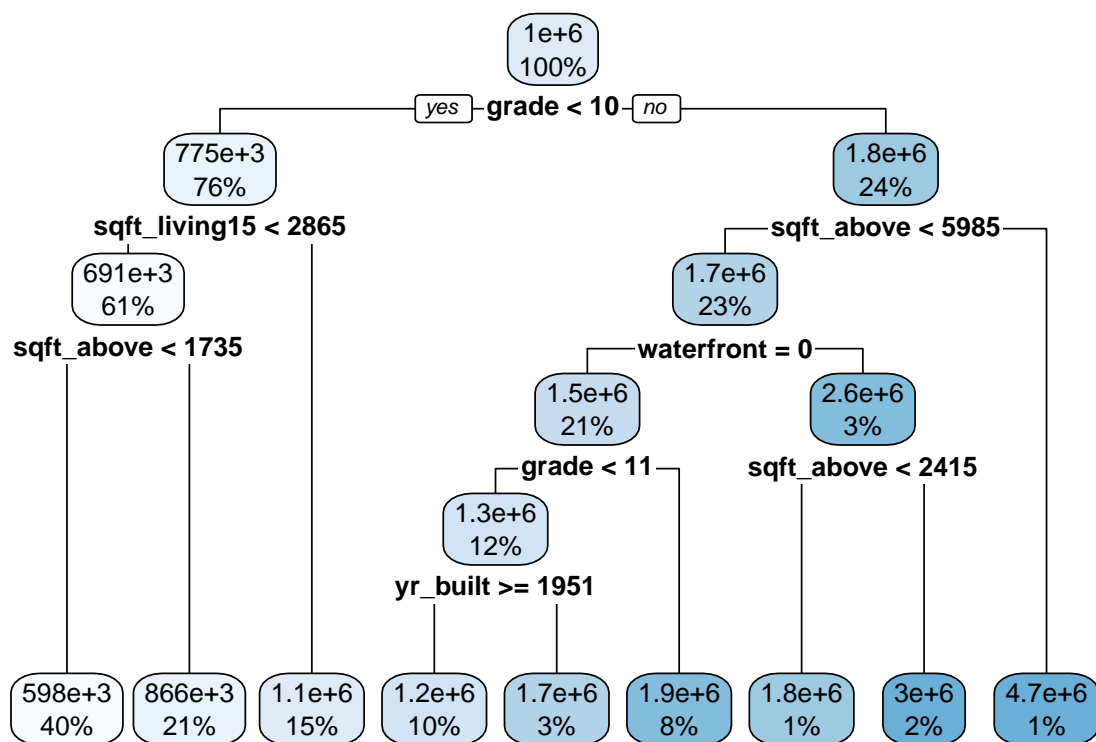 1e+6
100%
yes grade < 10 no
775e+3
76%
1.8e+6
24%
sqft_living15 < 2865
sqft_above < 5985
691e+3
61%
1.7e+6
23%
sqft_above < 1735
waterfront = 0
1.5e+6
21%
2.6e+6
3%
grade < 11
sqft_above < 2415
1.3e+6
12%
yr_built >= 1951
598e+3
40%
866e+3
21%
1.1e+6
15%
1.2e+6
10%
1.7e+6
3%
1.9e+6
8%
1.8e+6
1%
3e+6
2%
4.7e+6
1%